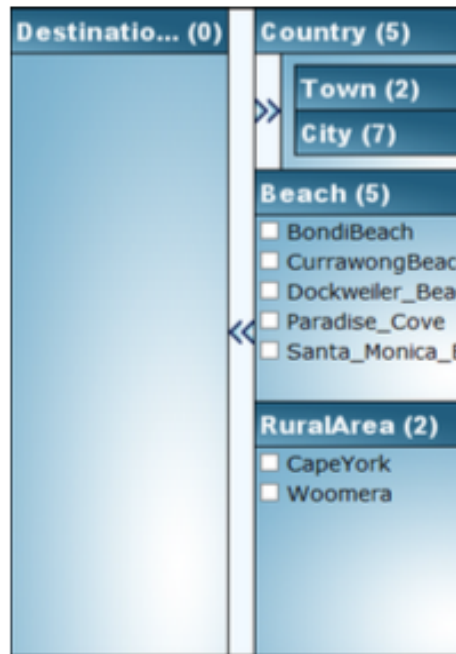 Destinatio... (0)
Country (5)
Town (2)
City (7)
Beach (5)
BondiBeach
CurrawongBeac
Dockweiler_Bea
Paradise_Cove
Santa_Monica_
RuralArea (2)
CapeYork
Woomera